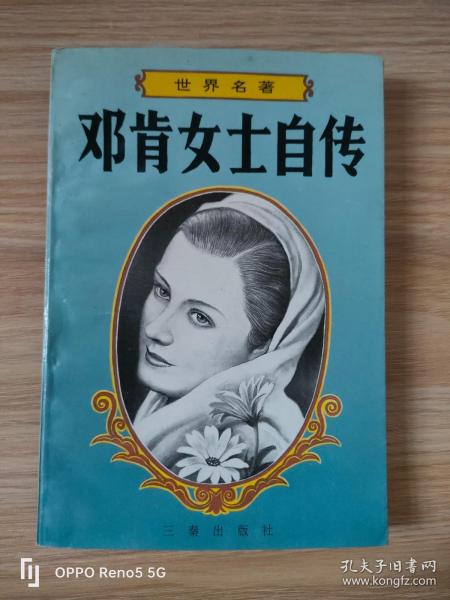 世界名著
邓肯女士自传
三秦出版社
OPPO Reno5 5G
孔夫子旧书网
www.kongfz.com